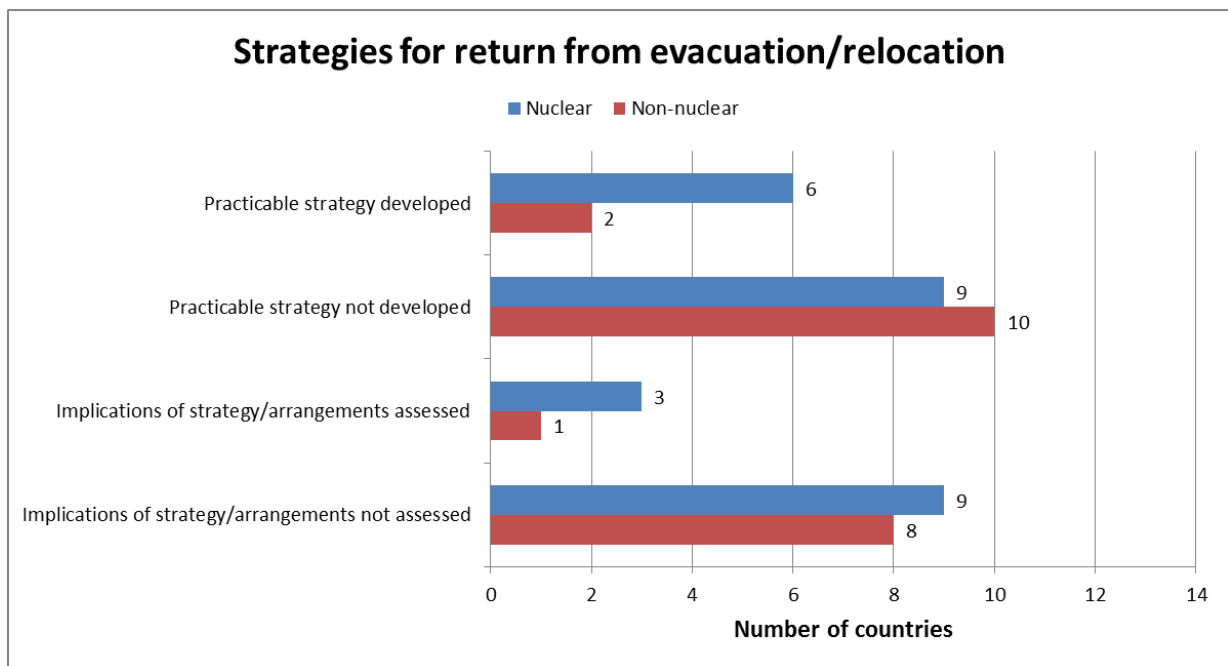 Strategies for return from evacuation/relocation
Nuclear Non-nuclear
Practicable strategy developed
6
2
Practicable strategy not developed
9
10
Implications of strategy/arrangements assessed
3
1
Implications of strategy/arrangements not assessed
9
8
0 2 4 6 8 10 12 14
Number of countries